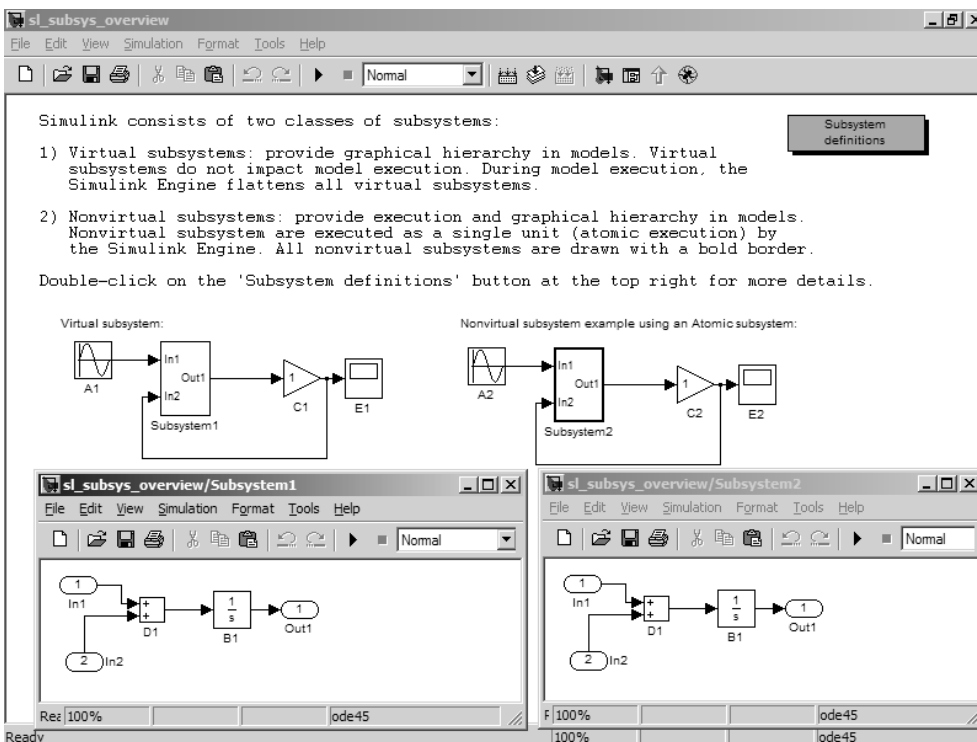 sl_subsys_overview
File Edit View Simulation Format Tools Help
Normal
Simulink consists of two classes of subsystems:
Subsystem
definitions
1) Virtual subsystems: provide graphical hierarchy in models. Virtual
subsystems do not impact model execution. During model execution, the
Simulink Engine flattens all virtual subsystems.
2) Nonvirtual subsystems: provide execution and graphical hierarchy in models.
Nonvirtual subsystem are executed as a single unit (atomic execution) by
the Simulink Engine. All nonvirtual subsystems are drawn with a bold border.
Double-click on the 'Subsystem definitions' button at the top right for more details.
Virtual subsystem:
A1
In1
In2
Out1
Subsystem1
1
C1
E1
Nonvirtual subsystem example using an Atomic subsystem:
A2
In1
In2
Out1
Subsystem2
1
C2
E2
sl_subsys_overview/Subsystem1
File Edit View Simulation Format Tools Help
Normal
1
In1
+
+
D1
1
s
B1
1
Out1
2
In2
Rea 100% ode45
sl_subsys_overview/Subsystem2
File Edit View Simulation Format Tools Help
Normal
1
In1
+
+
D1
1
s
B1
1
Out1
2
In2
F 100% ode45
Ready 100% ode45